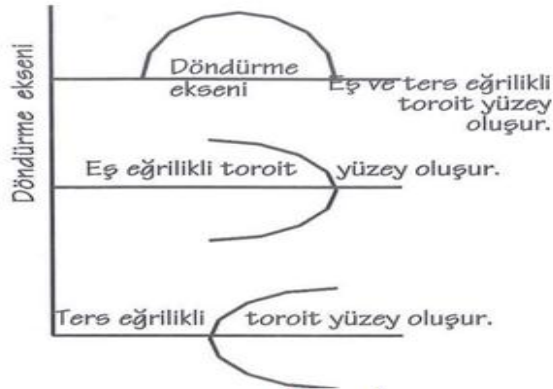 Döndürme ekseni
Döndürme
ekseni
Eş ve ters eğrilikli
toroit yüzey
oluşur.
Eş eğrilikli toroit yüzey oluşur.
Ters eğrilikli toroit yüzey oluşur.